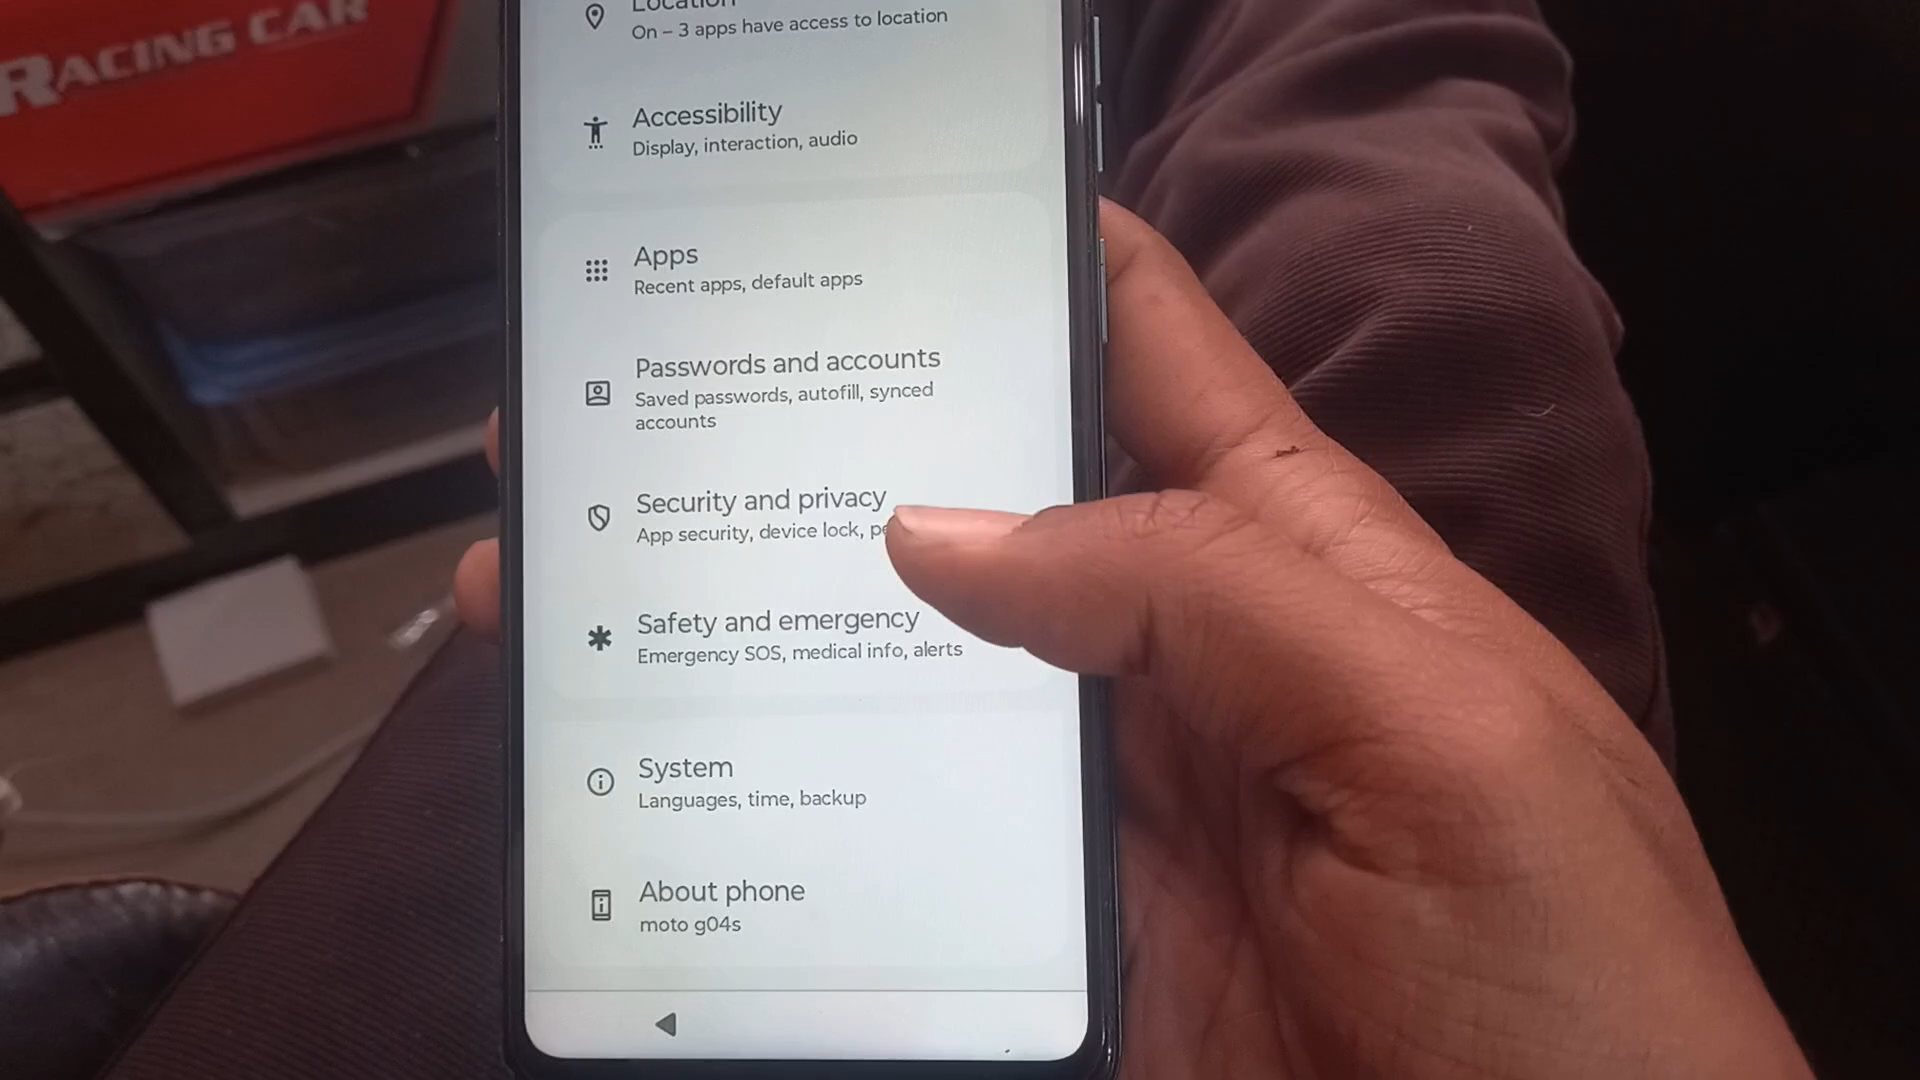 RACING CAR
Location
On – 3 apps have access to location
Accessibility
Display, interaction, audio
Apps
Recent apps, default apps
Passwords and accounts
Saved passwords, autofill, synced
accounts
Security and privacy
App security, device lock,
Safety and emergency
Emergency SOS, medical info, alerts
System
Languages, time, backup
About phone
moto g04s